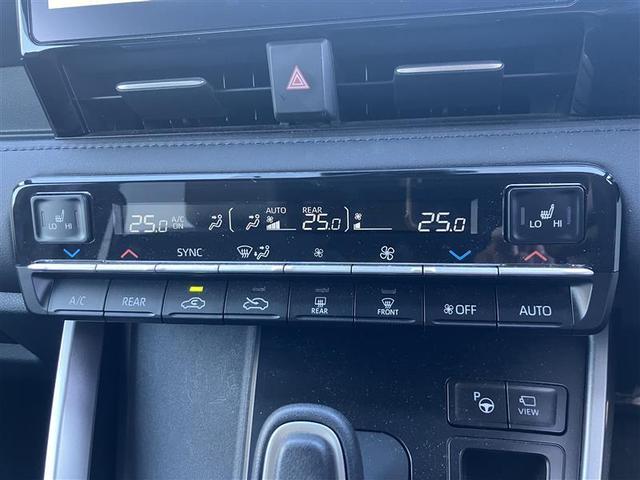 LO HI
25.0 A/C ON
AUTO
REAR
25.0
25.0
LO HI
SYNC
A/C
REAR
REAR
FRONT
OFF
AUTO
P
VIEW